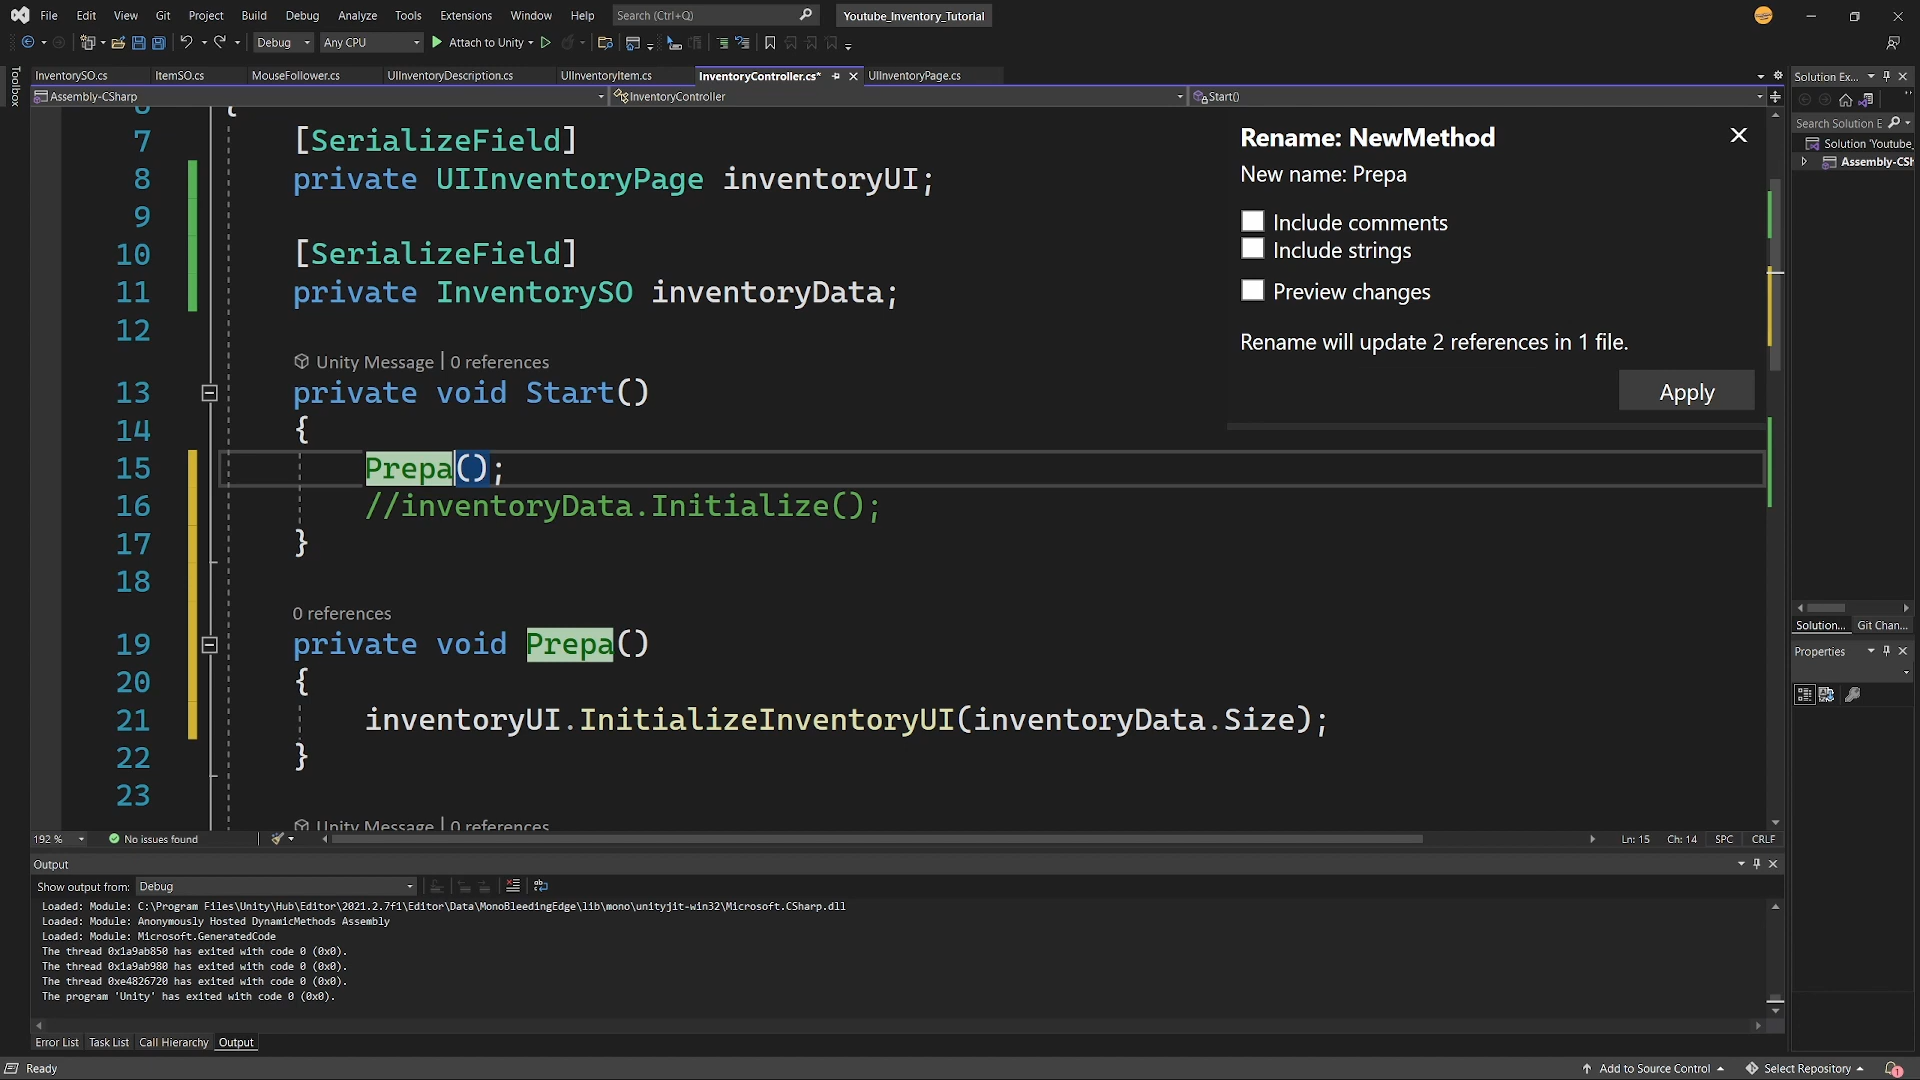 File Edit View Git Project Build Debug Analyze Tools Extensions Window Help Search (Ctrl+Q) Youtube_Inventory_Tutorial
Debug Any CPU Attach to Unity
Toolbox
InventorySO.cs ItemSO.cs MouseFollower.cs UIInventoryDescription.cs UIInventoryItem.cs InventoryController.cs* UIInventoryPage.cs
Assembly-CSharp InventoryController Start()
6 {
7 [SerializeField]
8 private UIInventoryPage inventoryUI;
9
10 [SerializeField]
11 private InventorySO inventoryData;
12
Unity Message | 0 references
13 private void Start()
14 {
15 Prepa();
16 //inventoryData.Initialize();
17 }
18
0 references
19 private void Prepa()
20 {
21 inventoryUI.InitializeInventoryUI(inventoryData.Size);
22 }
23
Unity Message | 0 references
Rename: NewMethod
New name: Prepa
Include comments
Include strings
Preview changes
Rename will update 2 references in 1 file.
Apply
192 % No issues found Ln: 15 Ch: 14 SPC CRLF
Output
Show output from: Debug
Loaded: Module: C:\Program Files\Unity\Hub\Editor\2021.2.7f1\Editor\Data\MonoBleedingEdge\lib\mono\unityjit-win32\Microsoft.CSharp.dll
Loaded: Module: Anonymously Hosted DynamicMethods Assembly
Loaded: Module: Microsoft.GeneratedCode
The thread 0x1a9ab850 has exited with code 0 (0x0).
The thread 0x1a9ab980 has exited with code 0 (0x0).
The thread 0xe4826720 has exited with code 0 (0x0).
The program 'Unity' has exited with code 0 (0x0).
Error List Task List Call Hierarchy Output
Ready Add to Source Control Select Repository 1
Solution Ex...
Search Solution E
Solution 'Youtube_
Assembly-CSh
Solution... Git Chan...
Properties